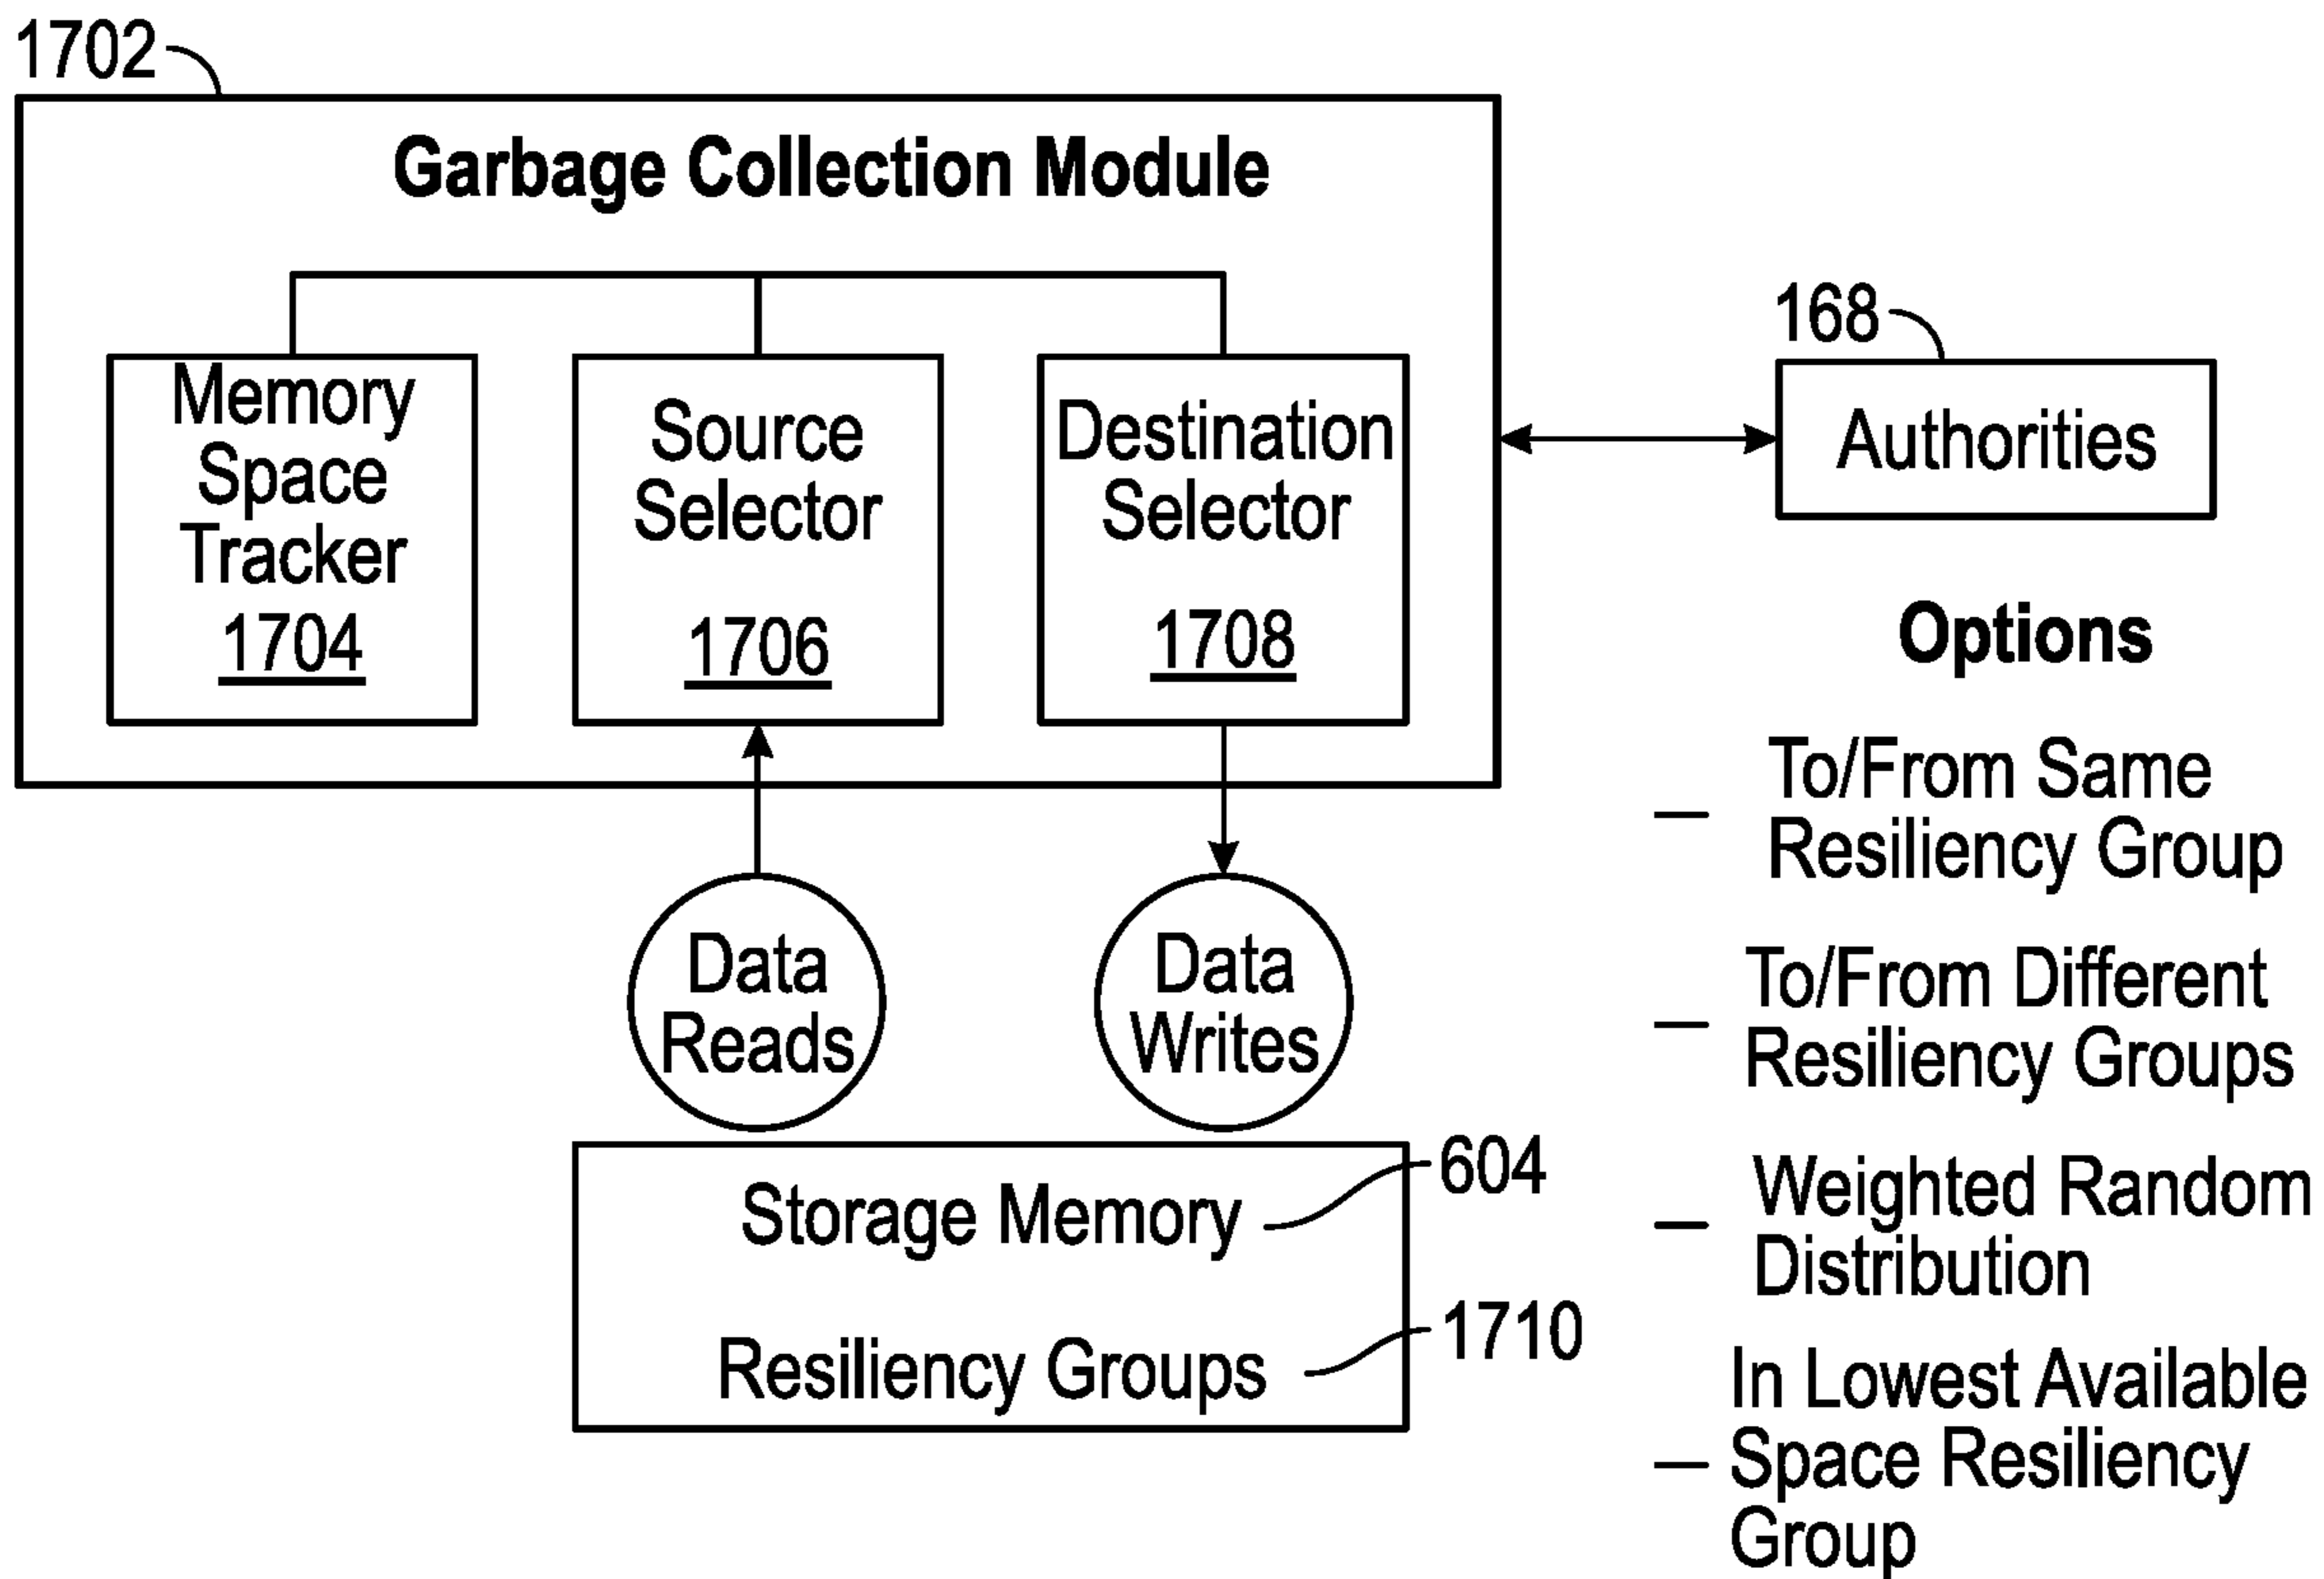 1702
Garbage Collection Module
Memory
Space
Tracker
1704
Source
Selector
1706
Destination
Selector
1708
168
Authorities
Data
Reads
Data
Writes
Storage Memory
604
Resiliency Groups
1710
Options
— To/From Same
Resiliency Group
— To/From Different
Resiliency Groups
— Weighted Random
Distribution
In Lowest Available
— Space Resiliency
Group